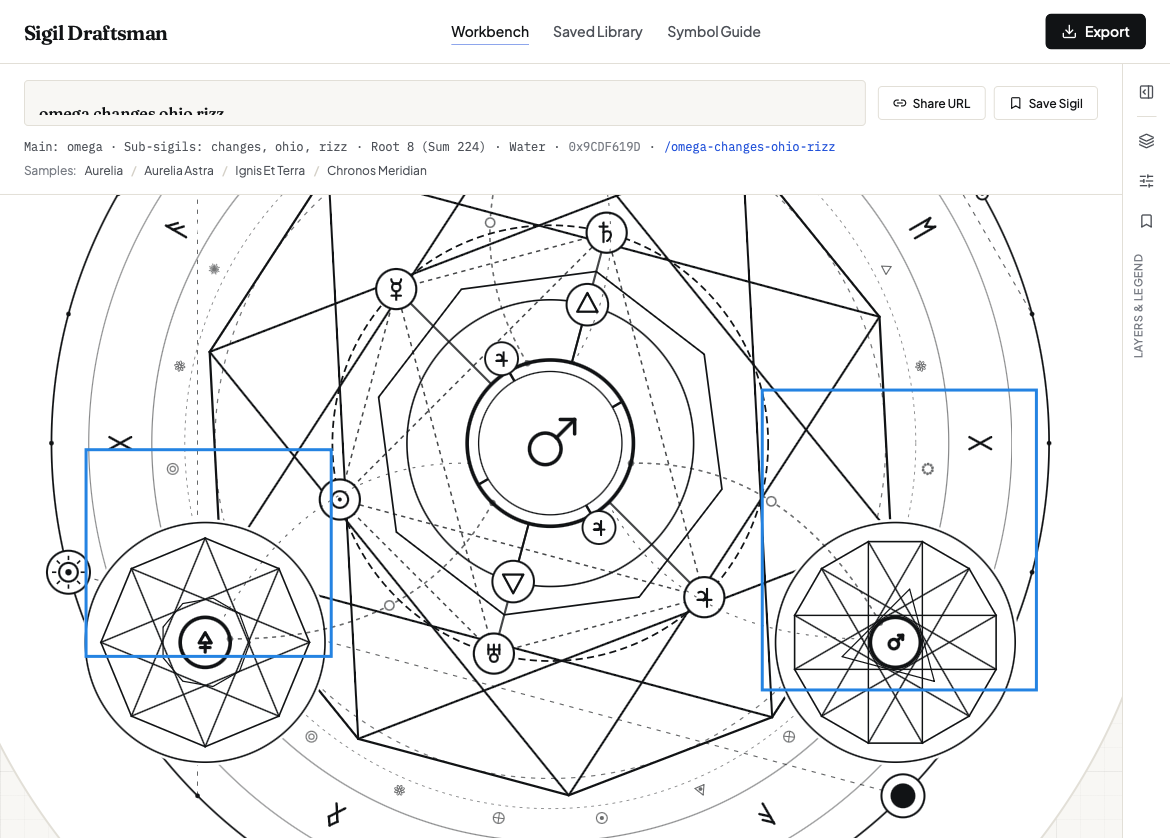 Sigil Draftsman
Workbench
Saved Library
Symbol Guide
Export
omega changes ohio rizz
Share URL
Save Sigil
Main: omega · Sub-sigils: changes, ohio, rizz · Root 8 (Sum 224) · Water · 0x9CDF619D · /omega-changes-ohio-rizz
Samples: Aurelia / Aurelia Astra / Ignis Et Terra / Chronos Meridian
LAYERS & LEGEND